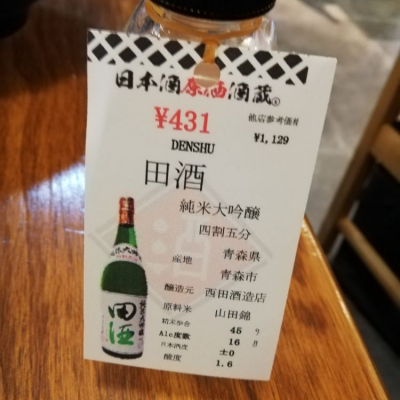 日本酒原価酒蔵
¥431
他店参考価格
¥1,129
DENSHU
田酒
純米大吟醸
四割五分
産地 青森県
青森市
醸造元 西田酒造店
原料米 山田錦
精米歩合 45 %
Alc度数 16 度
日本酒度 ±0
酸度 1.6
田酒